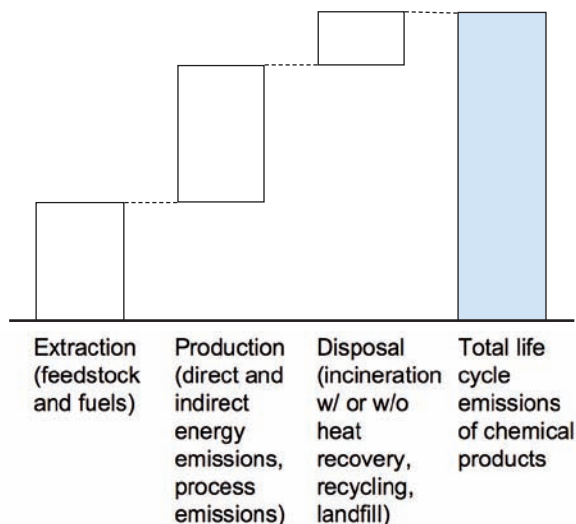 Extraction
(feedstock
and fuels)
Production
(direct and
indirect
energy
emissions,
process
emissions)
Disposal
(incineration
w/ or w/o
heat
recovery,
recycling,
landfill)
Total life
cycle
emissions
of chemical
products